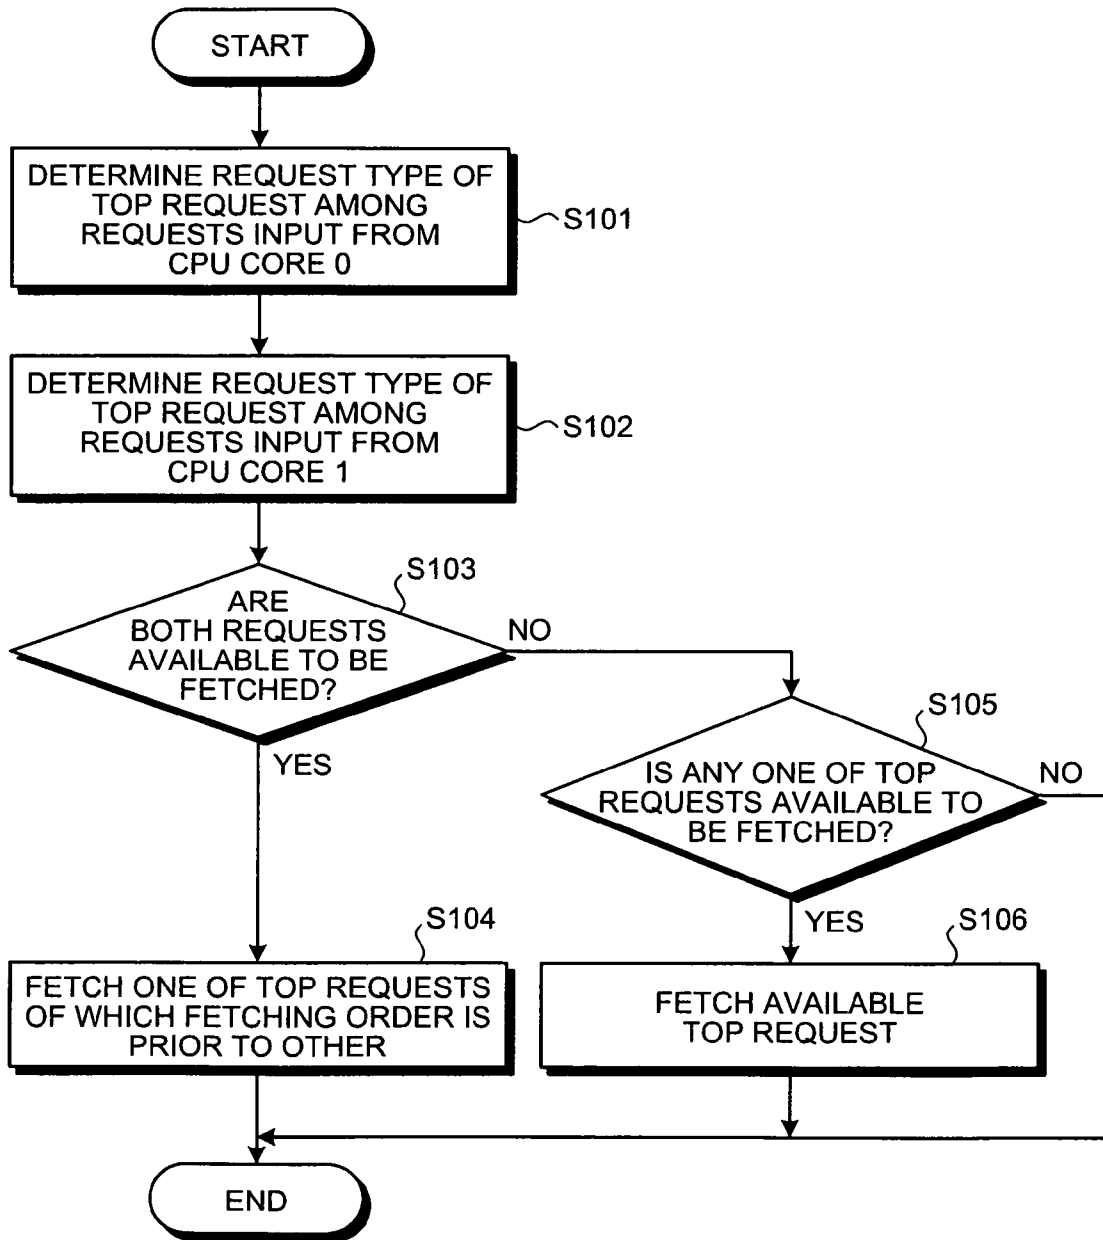 START
DETERMINE REQUEST TYPE OF
TOP REQUEST AMONG
REQUESTS INPUT FROM
CPU CORE 0
S101
DETERMINE REQUEST TYPE OF
TOP REQUEST AMONG
REQUESTS INPUT FROM
CPU CORE 1
S102
S103
ARE
BOTH REQUESTS
AVAILABLE TO BE
FETCHED?
NO
YES
S105
IS ANY ONE OF TOP
REQUESTS AVAILABLE TO
BE FETCHED?
NO
YES
S104
FETCH ONE OF TOP REQUESTS
OF WHICH FETCHING ORDER IS
PRIOR TO OTHER
S106
FETCH AVAILABLE
TOP REQUEST
END